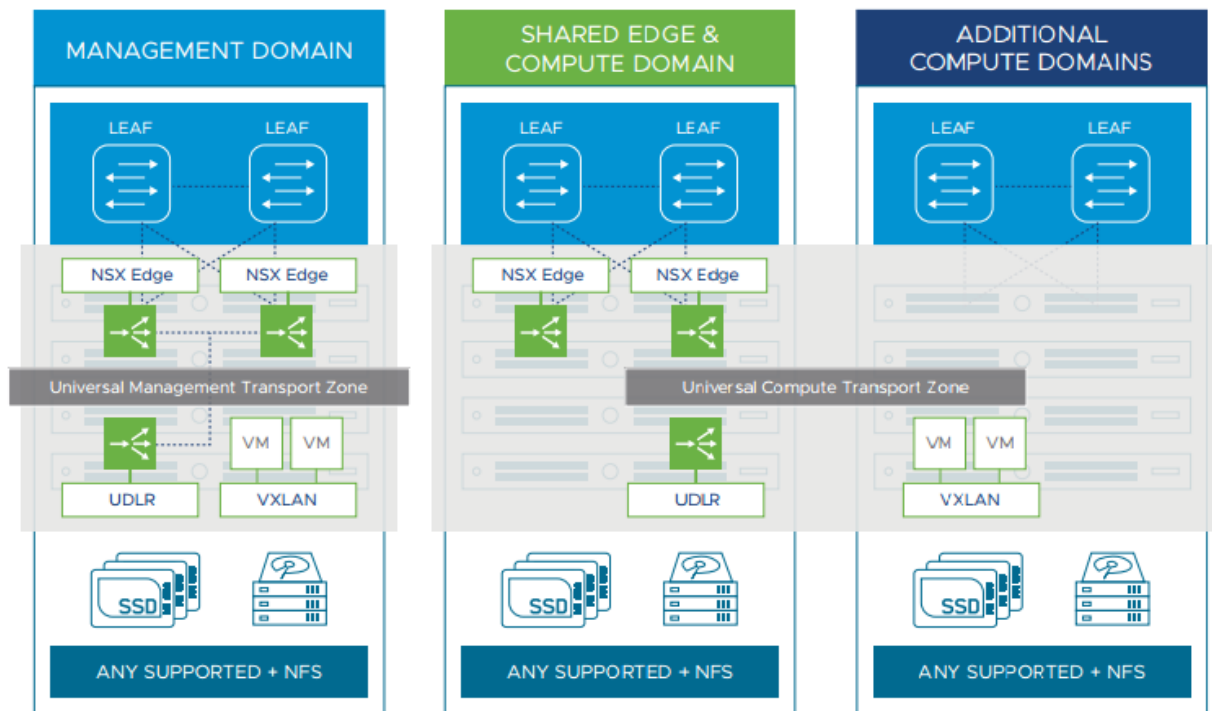 MANAGEMENT DOMAIN
LEAF
LEAF
NSX Edge
NSX Edge
Universal Management Transport Zone
VM
VM
UDLR
VXLAN
SSD
ANY SUPPORTED + NFS
SHARED EDGE &
COMPUTE DOMAIN
LEAF
LEAF
NSX Edge
NSX Edge
Universal Compute Transport Zone
UDLR
SSD
ANY SUPPORTED + NFS
ADDITIONAL
COMPUTE DOMAINS
LEAF
LEAF
VM
VM
VXLAN
SSD
ANY SUPPORTED + NFS